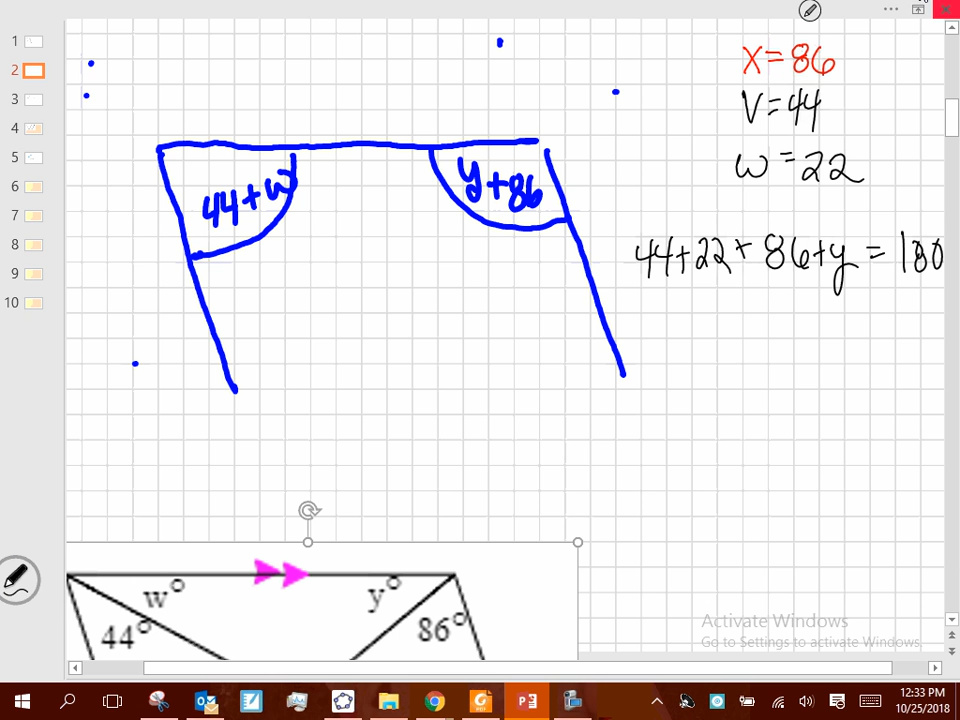 1
2
3
4
5
6
7
8
9
10
x = 86
v = 44
w = 22
44+w
y+86
44+22+86+y = 180
w°
y°
44°
86°
Activate Windows
Go to Settings to activate Windows.
12:33 PM
10/25/2018